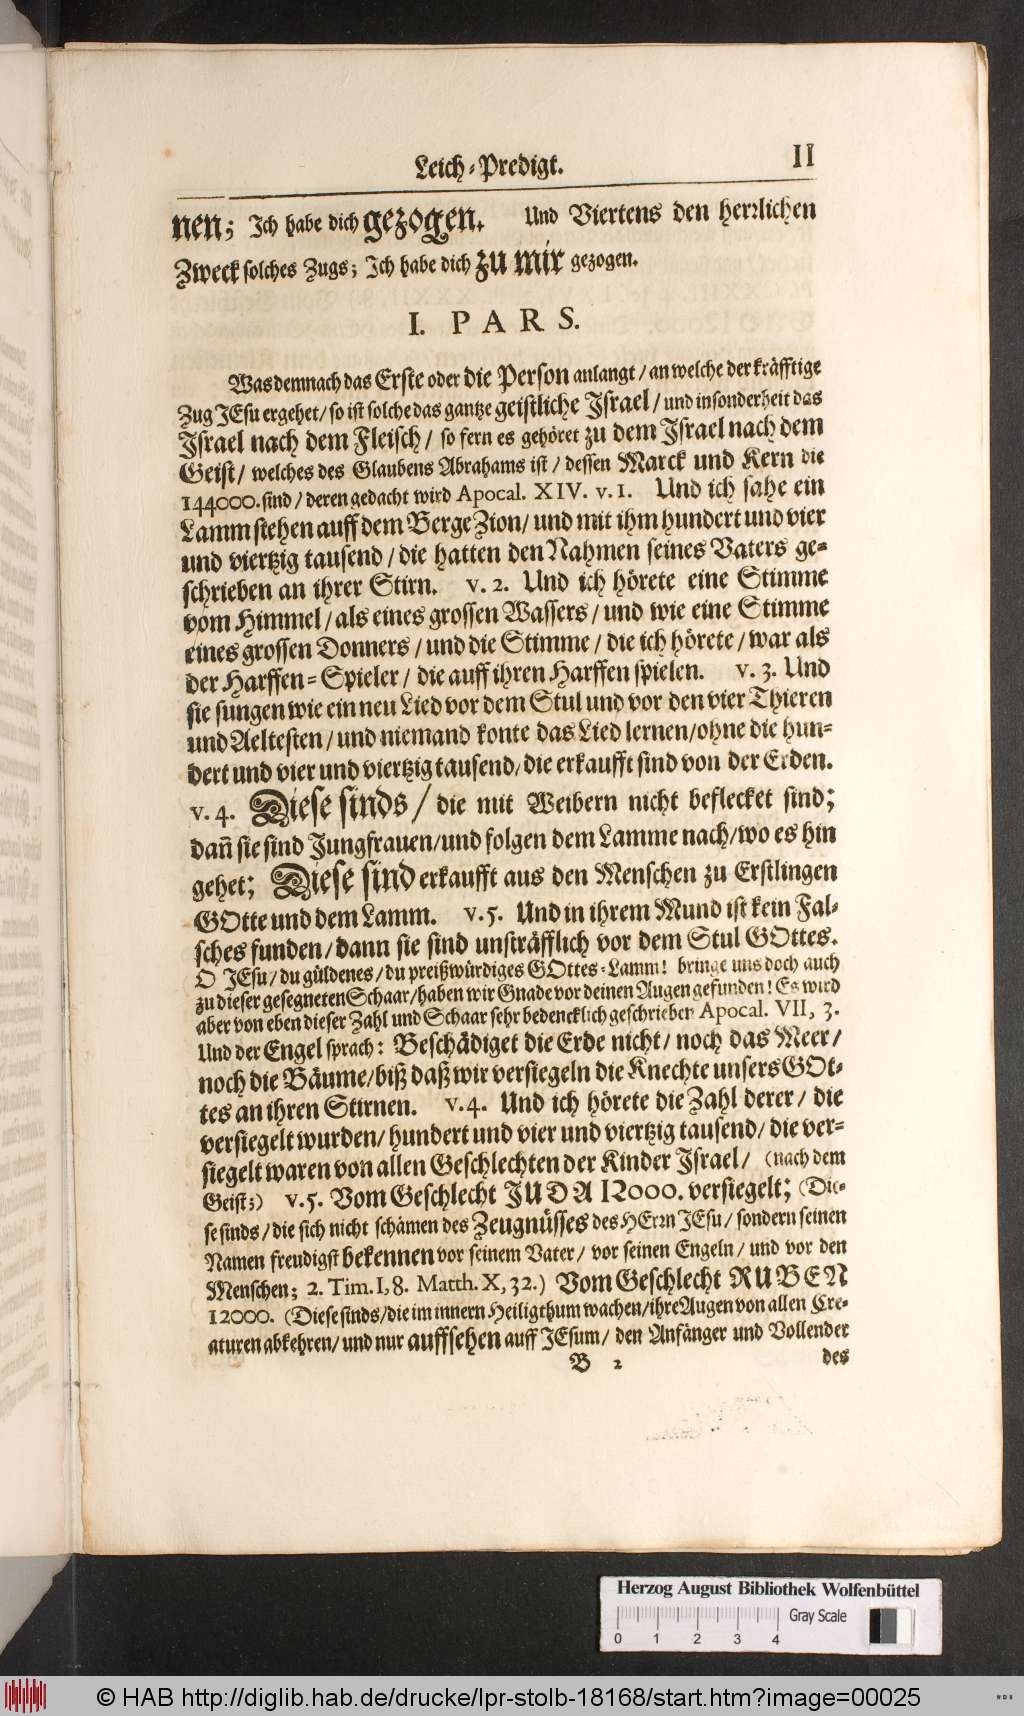 Leich-Predigt. 11
nen; Ich habe dich gezogen. Und Viertens den herrlichen
Zweck solches Zugs; Ich habe dich zu mir gezogen.
I. PARS.
Was demnach das Erste oder die Person anlangt / an welche der kräfftige
Zug JEsu ergehet / so ist solche das gantze geistliche Israel / und insonderheit das
Israel nach dem Fleisch / so fern es gehöret zu dem Israel nach dem
Geist / welches des Glaubens Abrahams ist / dessen Marck und Kern die
144000. sind / deren gedacht wird Apocal. XIV. v. 1. Und ich sahe ein
Lamm stehen auff dem Berge Zion / und mit ihm hundert und vier
und viertzig tausend / die hatten den Nahmen seines Vaters ge-
schrieben an ihrer Stirn. v. 2. Und ich hörete eine Stimme
vom Himmel / als eines grossen Wassers / und wie eine Stimme
eines grossen Donners / und die Stimme / die ich hörete / war als
der Harffen-Spieler / die auff ihren Harffen spielen. v. 3. Und
sie sungen wie ein neu Lied vor dem Stul und vor den vier Thieren
und Aeltesten / und niemand konte das Lied lernen / ohne die hun-
dert und vier und viertzig tausend / die erkaufft sind von der Erden.
v. 4. Diese sinds / die mit Weibern nicht beflecket sind;
dañ sie sind Jungfrauen / und folgen dem Lamme nach / wo es hin
gehet; Diese sind erkaufft aus den Menschen zu Erstlingen
GOtte und dem Lamm. v. 5. Und in ihrem Mund ist kein Fal-
sches funden / dann sie sind unsträfflich vor dem Stul GOttes.
O JEsu / du güldenes / du preißwürdiges GOttes-Lamm! bringe uns doch auch
zu dieser gesegneten Schaar / haben wir Gnade vor deinen Augen gefunden! Es wird
aber von eben dieser Zahl und Schaar sehr bedencklich geschrieben Apocal. VII, 3.
Und der Engel sprach: Beschädiget die Erde nicht / noch das Meer /
noch die Bäume / biß daß wir versiegeln die Knechte unsers GOt-
tes an ihren Stirnen. v. 4. Und ich hörete die Zahl derer / die
versiegelt wurden / hundert und vier und viertzig tausend / die ver-
siegelt waren von allen Geschlechten der Kinder Israel / (nach dem
Geist;) v. 5. Vom Geschlecht JUDA 12000. versiegelt; (Die-
se sinds / die sich nicht schämen des Zeugnüsses des HErrn JEsu / sondern seinen
Namen freudigst bekennen vor seinem Vater / vor seinen Engeln / und vor den
Menschen; 2. Tim. I, 8. Matth. X, 32.) Vom Geschlecht RUBEN
12000. (Diese sinds / die im innern Heiligthum wachen / ihre Augen von allen Cre-
aturen abkehren / und nur auffsehen auff JEsum / den Anfänger und Vollender
B 2 des
Herzog August Bibliothek Wolfenbüttel
Gray Scale
0 1 2 3 4
© HAB http://diglib.hab.de/drucke/lpr-stolb-18168/start.htm?image=00025